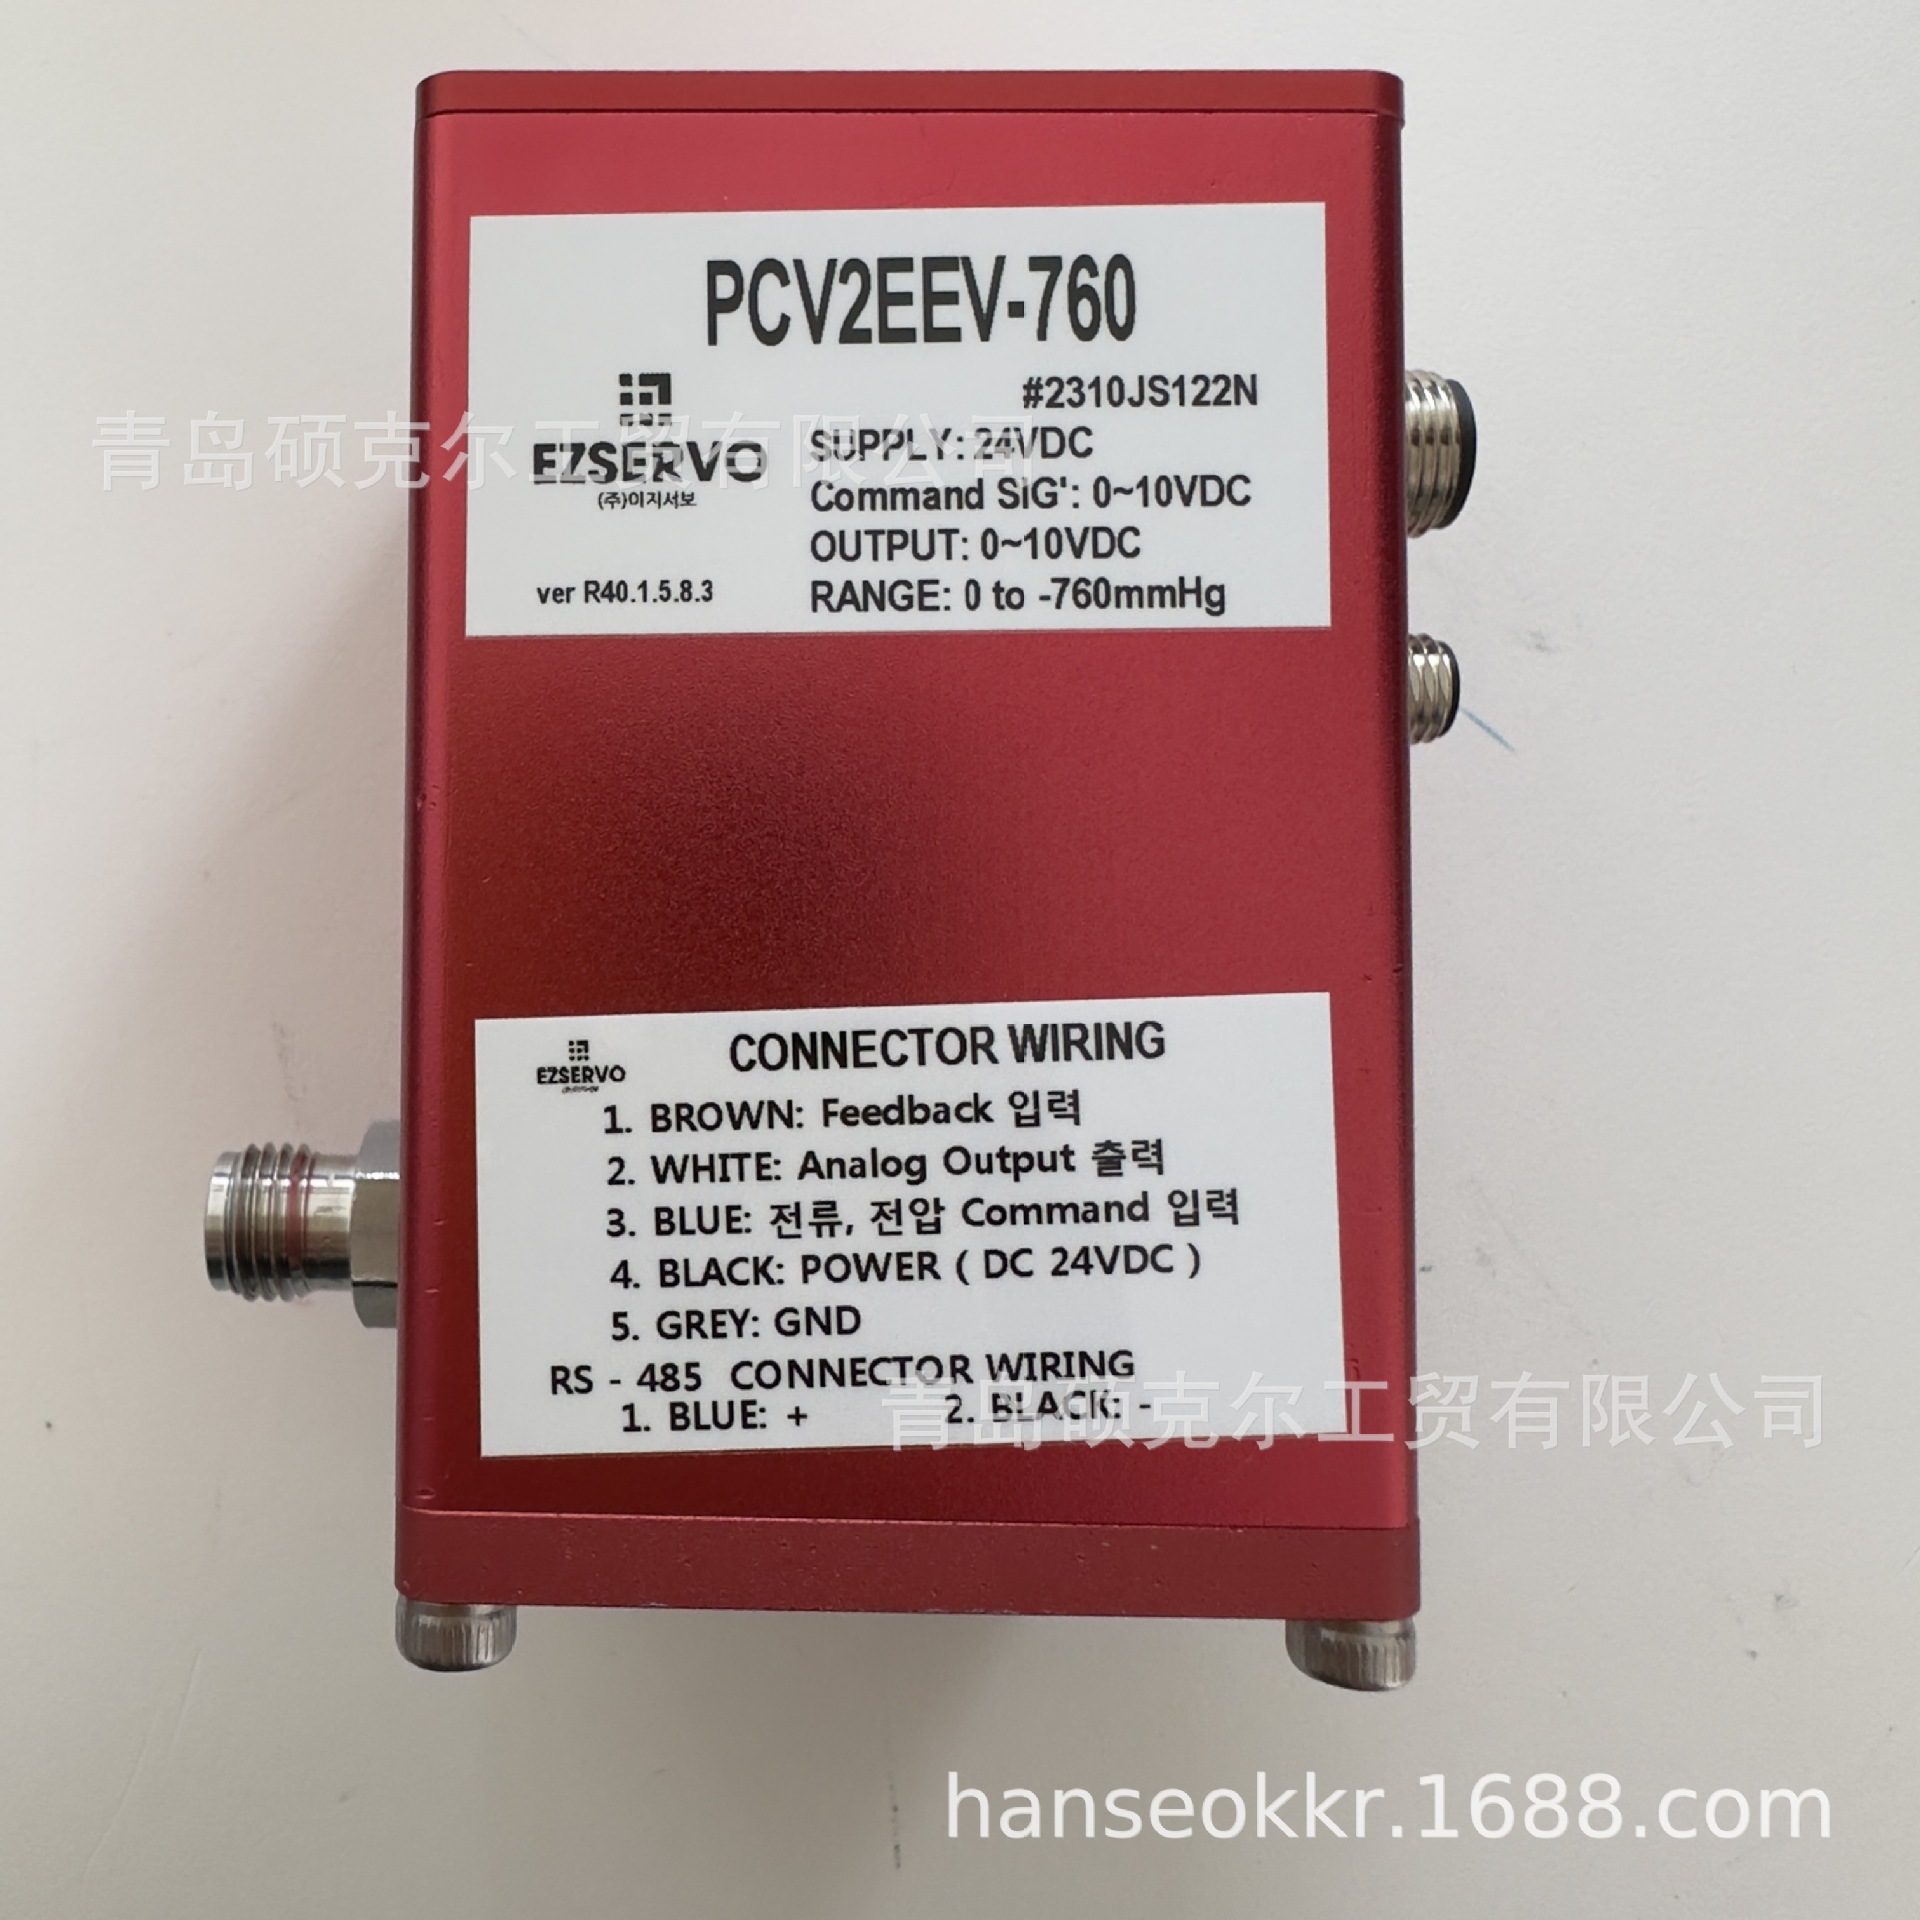 PCV2EEV-760
#2310JS122N
EZSERVO
(주)이지서보
SUPPLY: 24VDC
Command SIG': 0~10VDC
OUTPUT: 0~10VDC
ver R40.1.5.8.3
RANGE: 0 to -760mmHg
青岛硕克尔工贸有限公司
CONNECTOR WIRING
EZSERVO
1. BROWN: Feedback 입력
2. WHITE: Analog Output 출력
3. BLUE: 전류, 전압 Command 입력
4. BLACK: POWER ( DC 24VDC )
5. GREY: GND
RS - 485 CONNECTOR WIRING
1. BLUE: + 2. BLACK: -
青岛硕克尔工贸有限公司
hanseokkr.1688.com